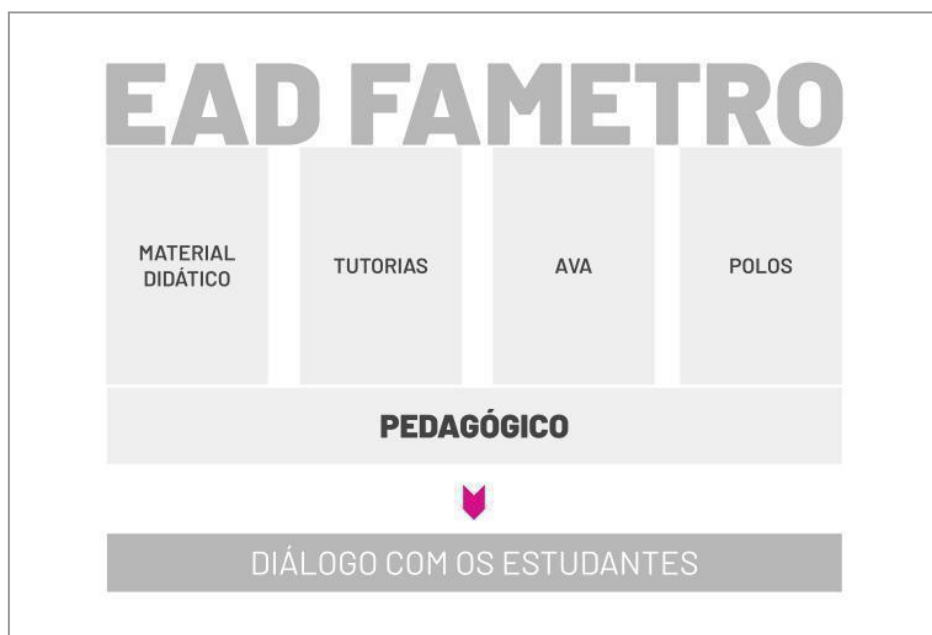 EAD FAMETRO
MATERIAL
DIDÁTICO
TUTORIAS
AVA
POLOS
PEDAGÓGICO
DIÁLOGO COM OS ESTUDANTES